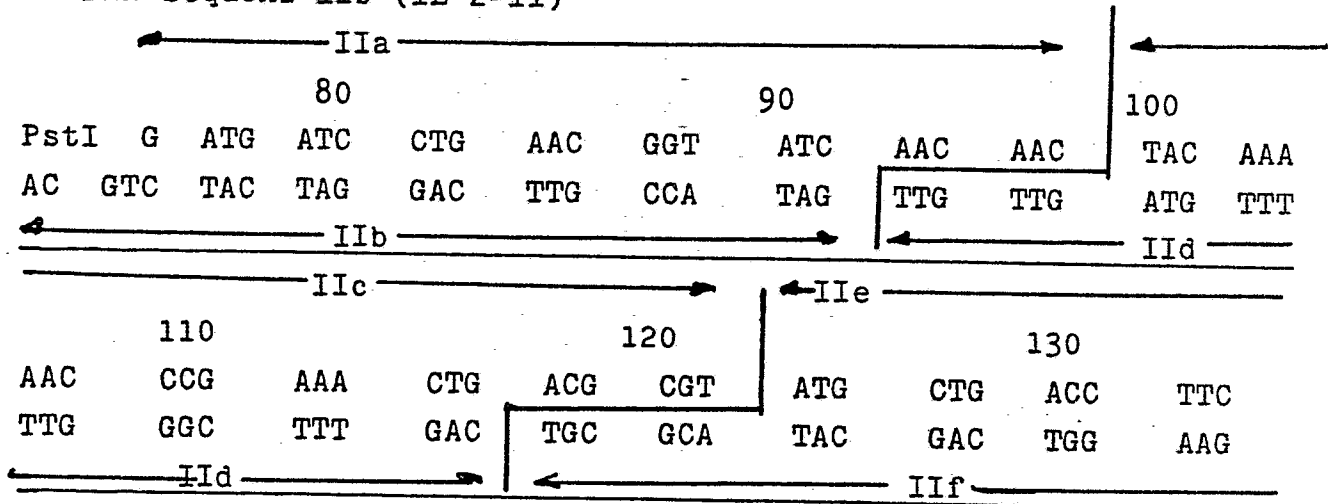 IIa
80 90 100
PstI G ATG ATC CTG AAC GGT ATC AAC AAC TAC AAA
AC GTC TAC TAG GAC TTG CCA TAG TTG TTG ATG TTT
IIb IId
IIc IIe
110 120 130
AAC CCG AAA CTG ACG CGT ATG CTG ACC TTC
TTG GGC TTT GAC TGC GCA TAC GAC TGG AAG
IId IIf